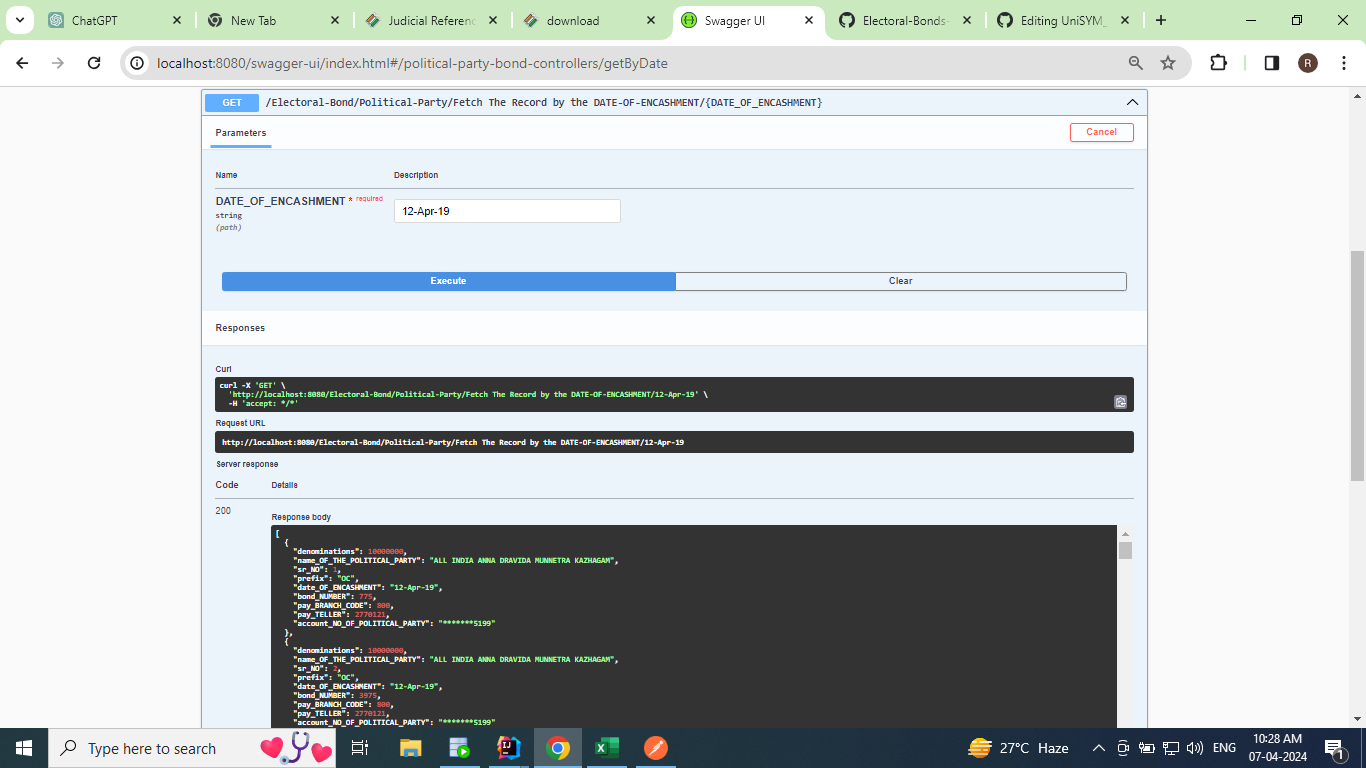 ChatGPT
New Tab
Judicial Referenc
download
Swagger UI
Electoral-Bonds-
Editing UniSYM_
localhost:8080/swagger-ui/index.html#/political-party-bond-controllers/getByDate
R
GET /Electoral-Bond/Political-Party/Fetch The Record by the DATE-OF-ENCASHMENT/{DATE_OF_ENCASHMENT}
Parameters
Cancel
Name Description
DATE_OF_ENCASHMENT * required
string
(path)
12-Apr-19
Execute Clear
Responses
Curl
curl -X 'GET' \
'http://localhost:8080/Electoral-Bond/Political-Party/Fetch The Record by the DATE-OF-ENCASHMENT/12-Apr-19' \
-H 'accept: */*'
Request URL
http://localhost:8080/Electoral-Bond/Political-Party/Fetch The Record by the DATE-OF-ENCASHMENT/12-Apr-19
Server response
Code Details
200
Response body
[
{
"denominations": 10000000,
"name_OF_THE_POLITICAL_PARTY": "ALL INDIA ANNA DRAVIDA MUNNETRA KAZHAGAM",
"sr_NO": 1,
"prefix": "OC",
"date_OF_ENCASHMENT": "12-Apr-19",
"bond_NUMBER": 775,
"pay_BRANCH_CODE": 800,
"pay_TELLER": 2770121,
"account_NO_OF_POLITICAL_PARTY": "*******5199"
},
{
"denominations": 10000000,
"name_OF_THE_POLITICAL_PARTY": "ALL INDIA ANNA DRAVIDA MUNNETRA KAZHAGAM",
"sr_NO": 2,
"prefix": "OC",
"date_OF_ENCASHMENT": "12-Apr-19",
"bond_NUMBER": 3975,
"pay_BRANCH_CODE": 800,
"pay_TELLER": 2770121,
"account_NO_OF_POLITICAL_PARTY": "*******5199"
Type here to search
27°C Haze
ENG
10:28 AM
07-04-2024
1